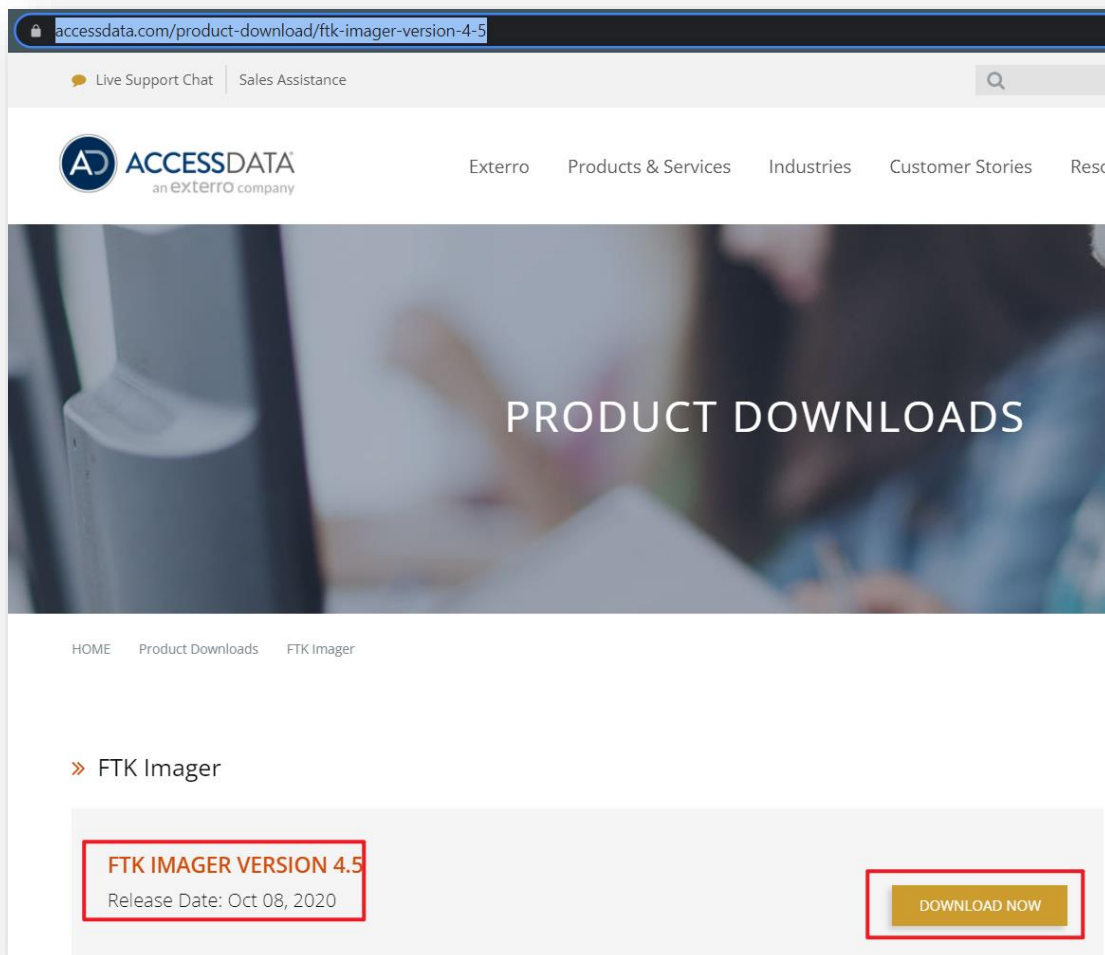 accessdata.com/product-download/ftk-imager-version-4-5
Live Support Chat Sales Assistance
AD ACCESSDATA
an exterro company
Exterro Products & Services Industries Customer Stories Reso
PRODUCT DOWNLOADS
HOME Product Downloads FTK Imager
» FTK Imager
FTK IMAGER VERSION 4.5
Release Date: Oct 08, 2020
DOWNLOAD NOW